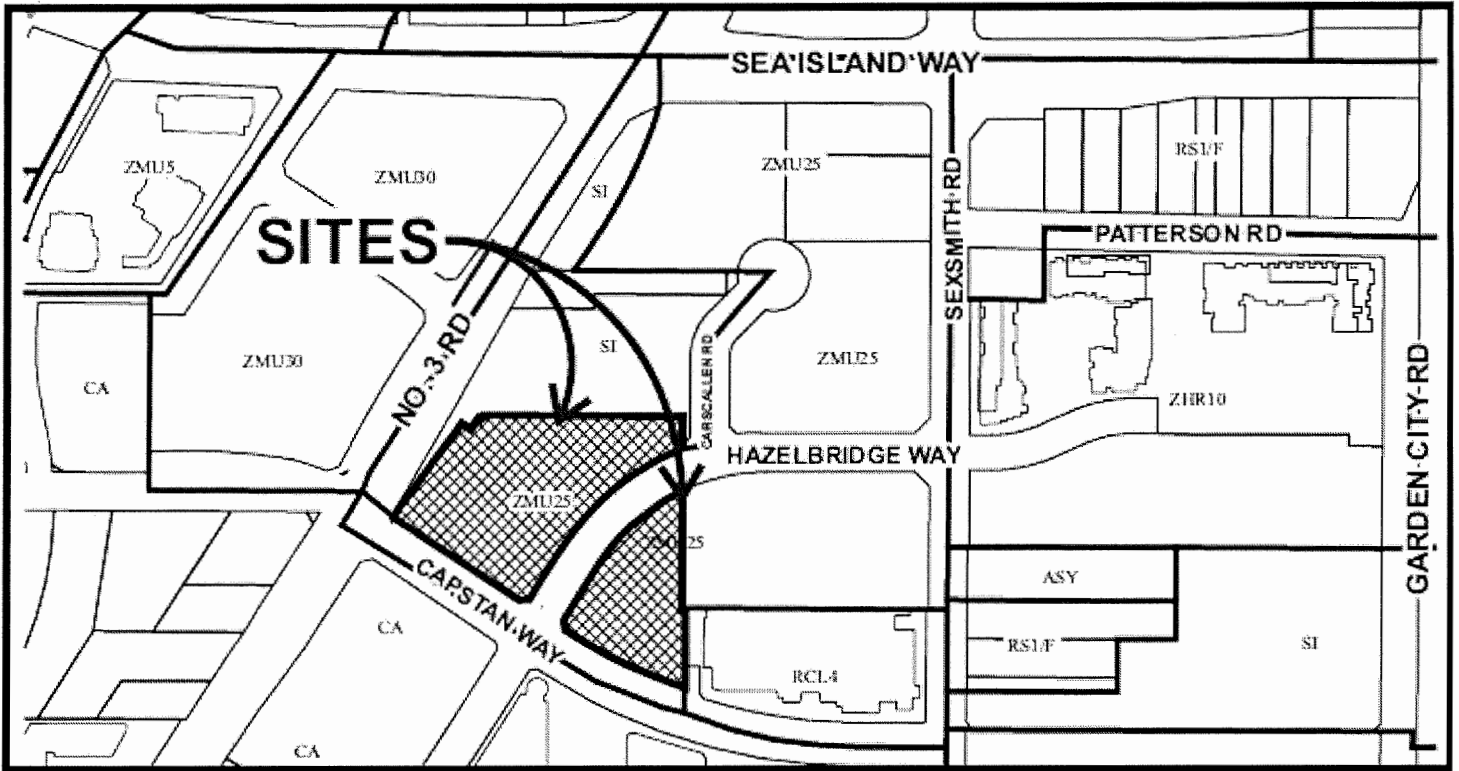 SEA ISLAND WAY
ZMU5
ZMU30
SI
ZMU25
SEXSMITH RD
RS1/F
PATTERSON RD
SITES
ZMU30
CA
NO. 3 RD
SI
CARSCALLEN RD
ZMU25
ZHR10
GARDEN CITY RD
HAZELBRIDGE WAY
ZMU25
ZMU25
CAPSTAN WAY
CA
ASY
RS1/F
SI
RCL4
CA